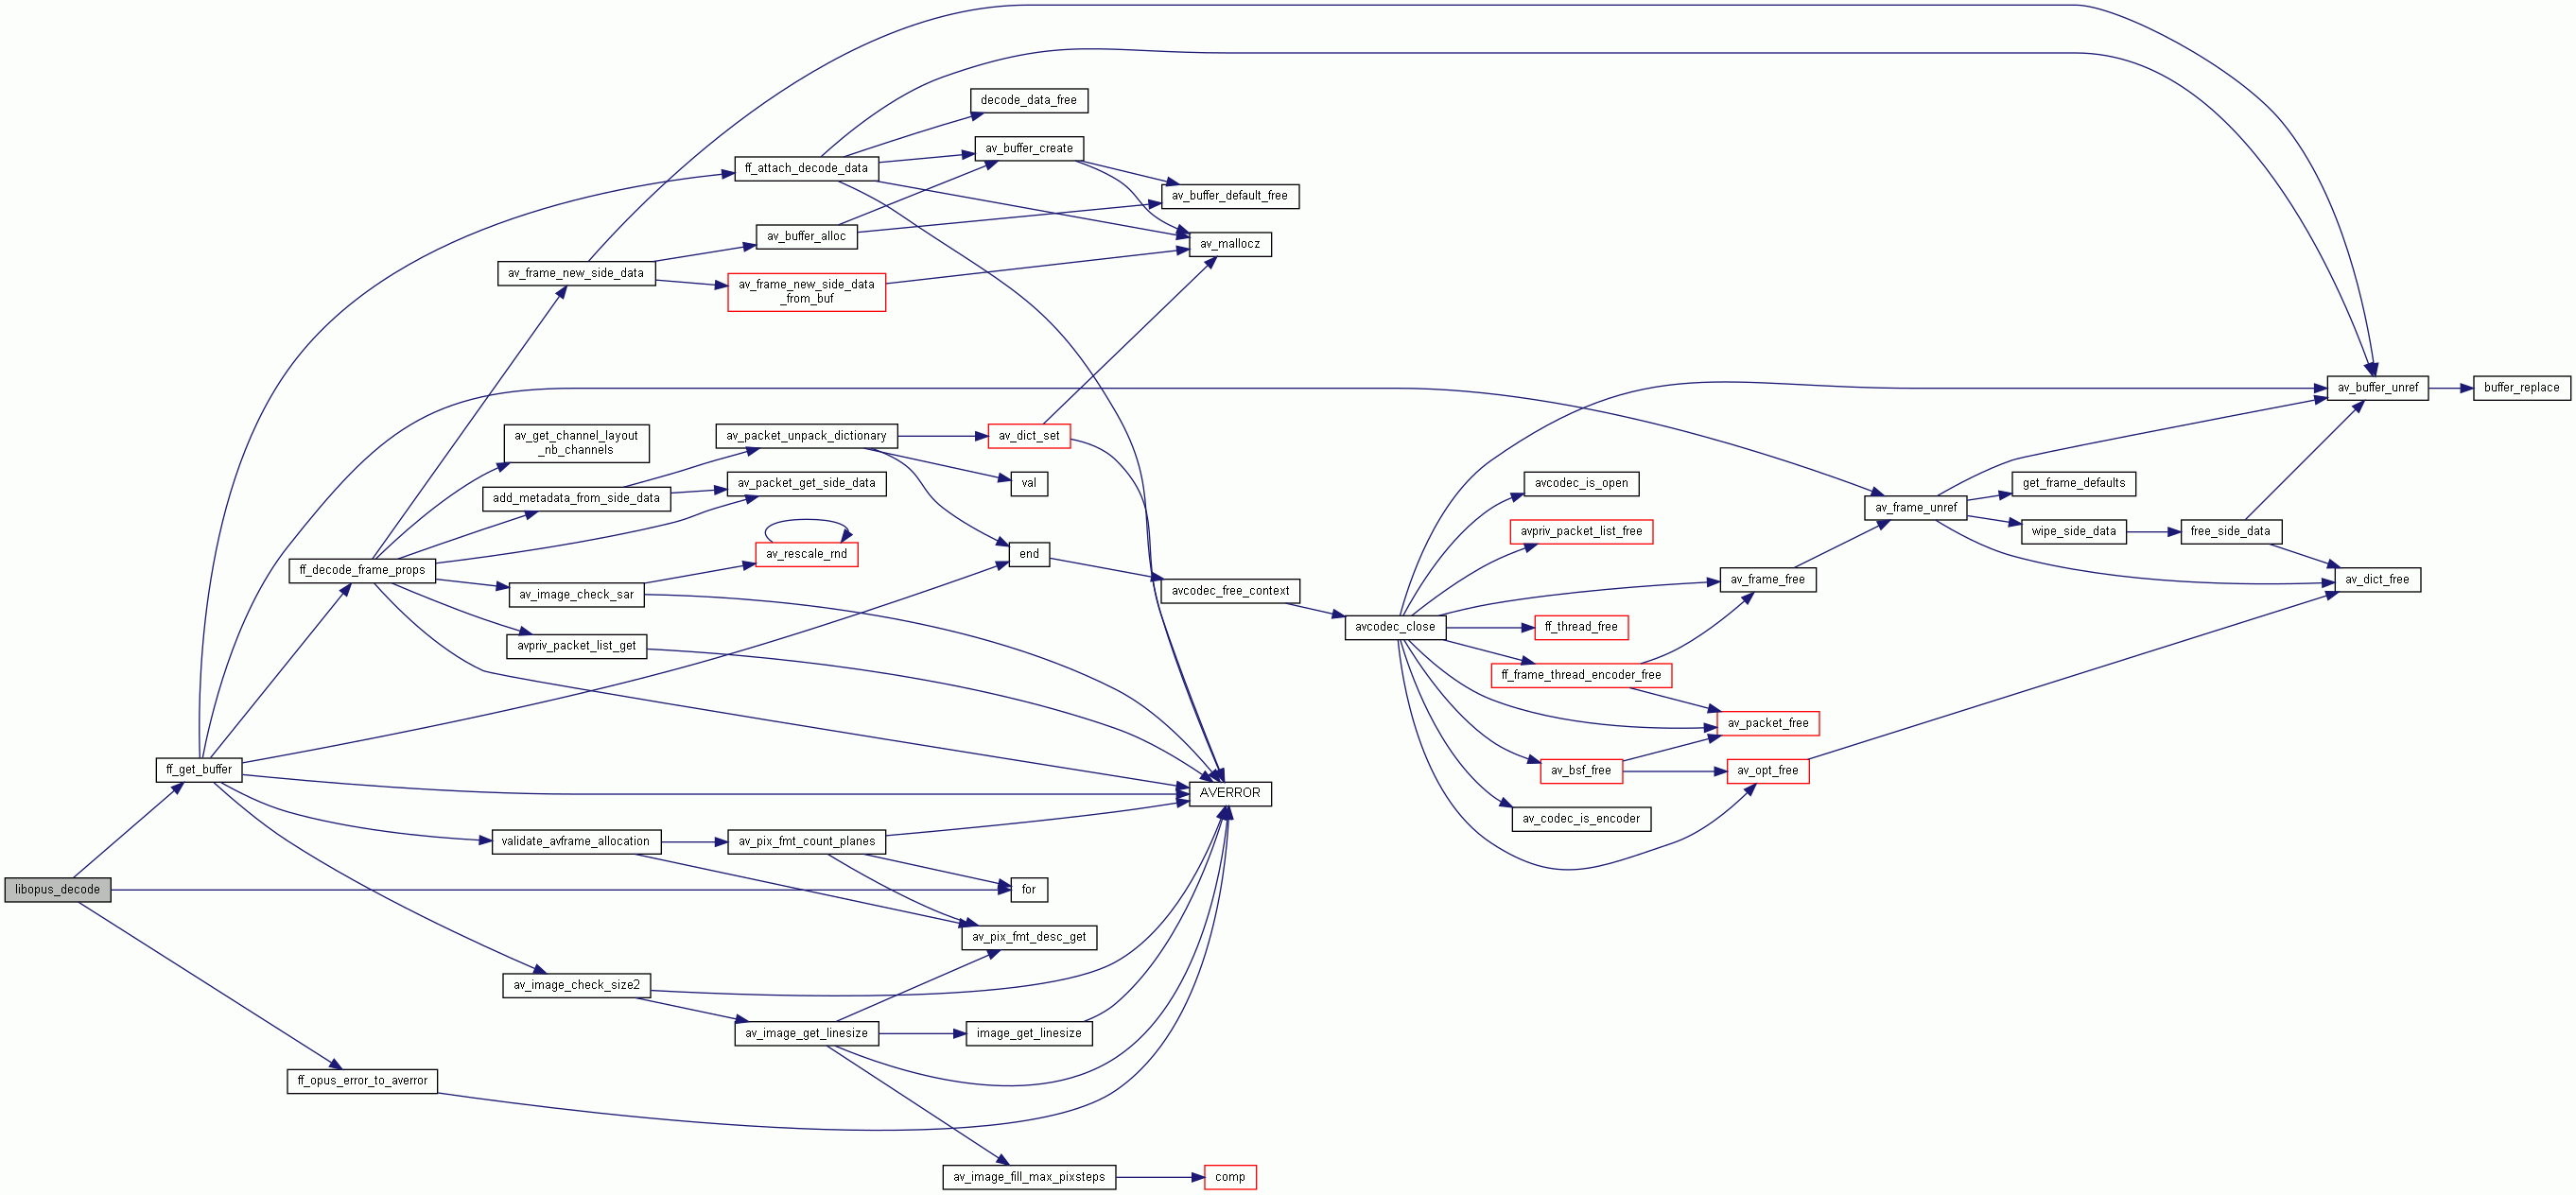 decode_data_free
av_buffer_create
ff_attach_decode_data
av_buffer_default_free
av_buffer_alloc
av_mallocz
av_frame_new_side_data
av_frame_new_side_data
_from_buf
av_buffer_unref
buffer_replace
av_get_channel_layout
_nb_channels
av_packet_unpack_dictionary
av_dict_set
add_metadata_from_side_data
av_packet_get_side_data
val
avcodec_is_open
get_frame_defaults
av_frame_unref
avpriv_packet_list_free
wipe_side_data
free_side_data
av_rescale_rnd
end
ff_decode_frame_props
av_image_check_sar
avcodec_free_context
av_frame_free
av_dict_free
avcodec_close
ff_thread_free
avpriv_packet_list_get
ff_frame_thread_encoder_free
av_packet_free
ff_get_buffer
av_bsf_free
av_opt_free
AVERROR
av_codec_is_encoder
validate_avframe_allocation
av_pix_fmt_count_planes
libopus_decode
for
av_pix_fmt_desc_get
av_image_check_size2
av_image_get_linesize
image_get_linesize
ff_opus_error_to_averror
av_image_fill_max_pixsteps
comp